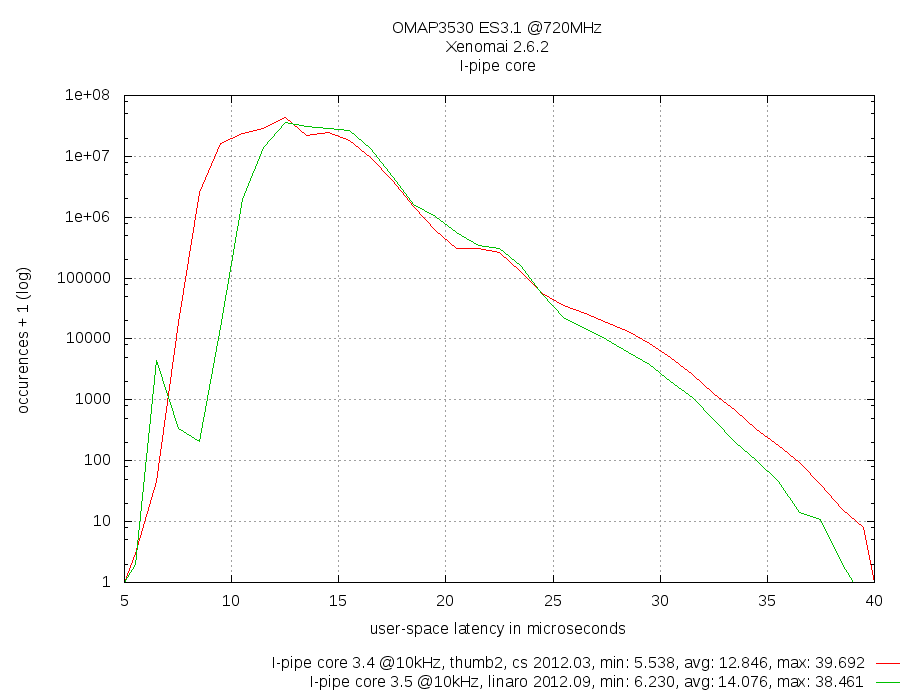 OMAP3530 ES3.1 @720MHz
Xenomai 2.6.2
I-pipe core
1e+08
1e+07
1e+06
100000
10000
1000
100
10
1
occurences + 1 (log)
5 10 15 20 25 30 35 40
user-space latency in microseconds
I-pipe core 3.4 @10kHz, thumb2, cs 2012.03, min: 5.538, avg: 12.846, max: 39.692
I-pipe core 3.5 @10kHz, linaro 2012.09, min: 6.230, avg: 14.076, max: 38.461